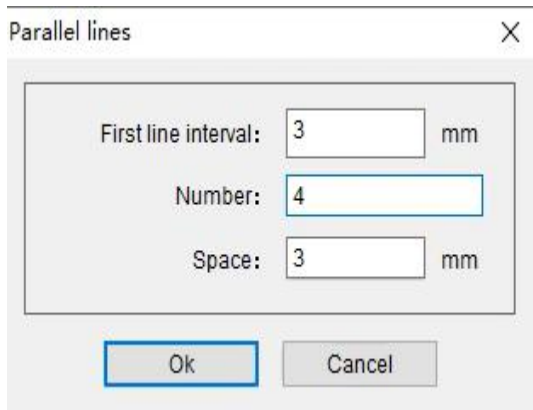 Parallel lines
First line interval: 3 mm
Number: 4
Space: 3 mm
Ok Cancel